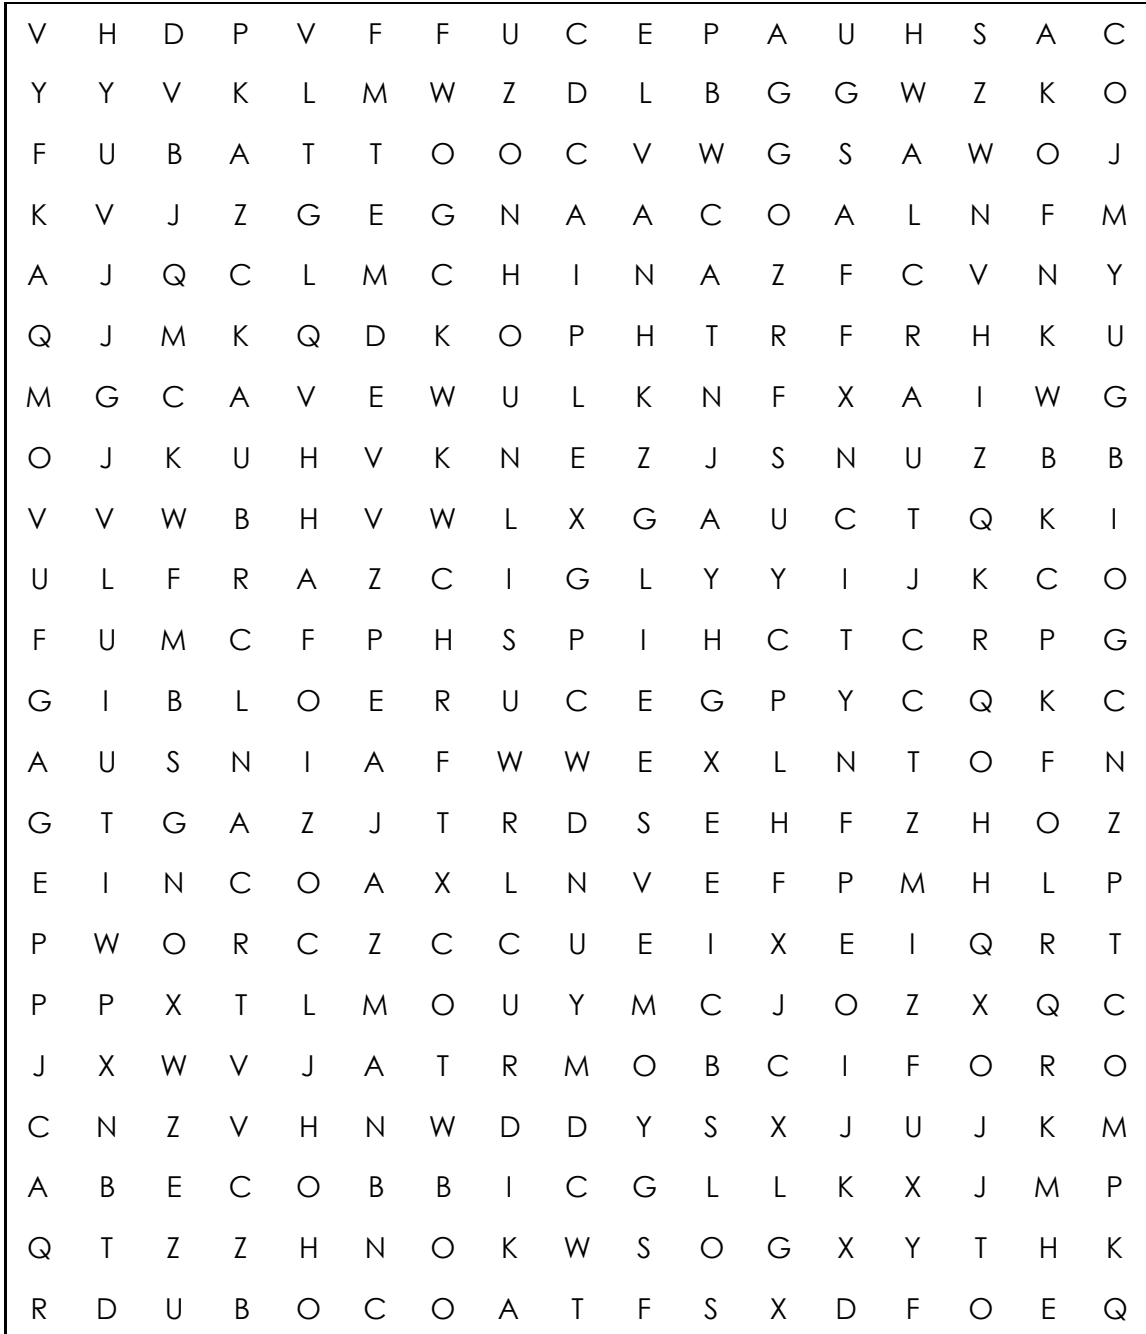 V H D P V F F U C E P A U H S A C
Y Y V K L M W Z D L B G G W Z K O
F U B A T T O O C V W G S A W O J
K V J Z G E G N A A C O A L N F M
A J Q C L M C H I N A Z F C V N Y
Q J M K Q D K O P H T R F R H K U
M G C A V E W U L K N F X A I W G
O J K U H V K N E Z J S N U Z B B
V V W B H V W L X G A U C T Q K I
U L F R A Z C I G L Y Y I J K C O
F U M C F P H S P I H C T C R P G
G I B L O E R U C E G P Y C Q K C
A U S N I A F W W E X L N T O F N
G T G A Z J T R D S E H F Z H O Z
E I N C O A X L N V E F P M H L P
P W O R C Z C C U E I X E I Q R T
P P X T L M O U Y M C J O Z X Q C
J X W V J A T R M O B C I F O R O
C N Z V H N W D D Y S X J U J K M
A B E C O B B I C G L L K X J M P
Q T Z Z H N O K W S O G X Y T H K
R D U B O C O A T F S X D F O E Q